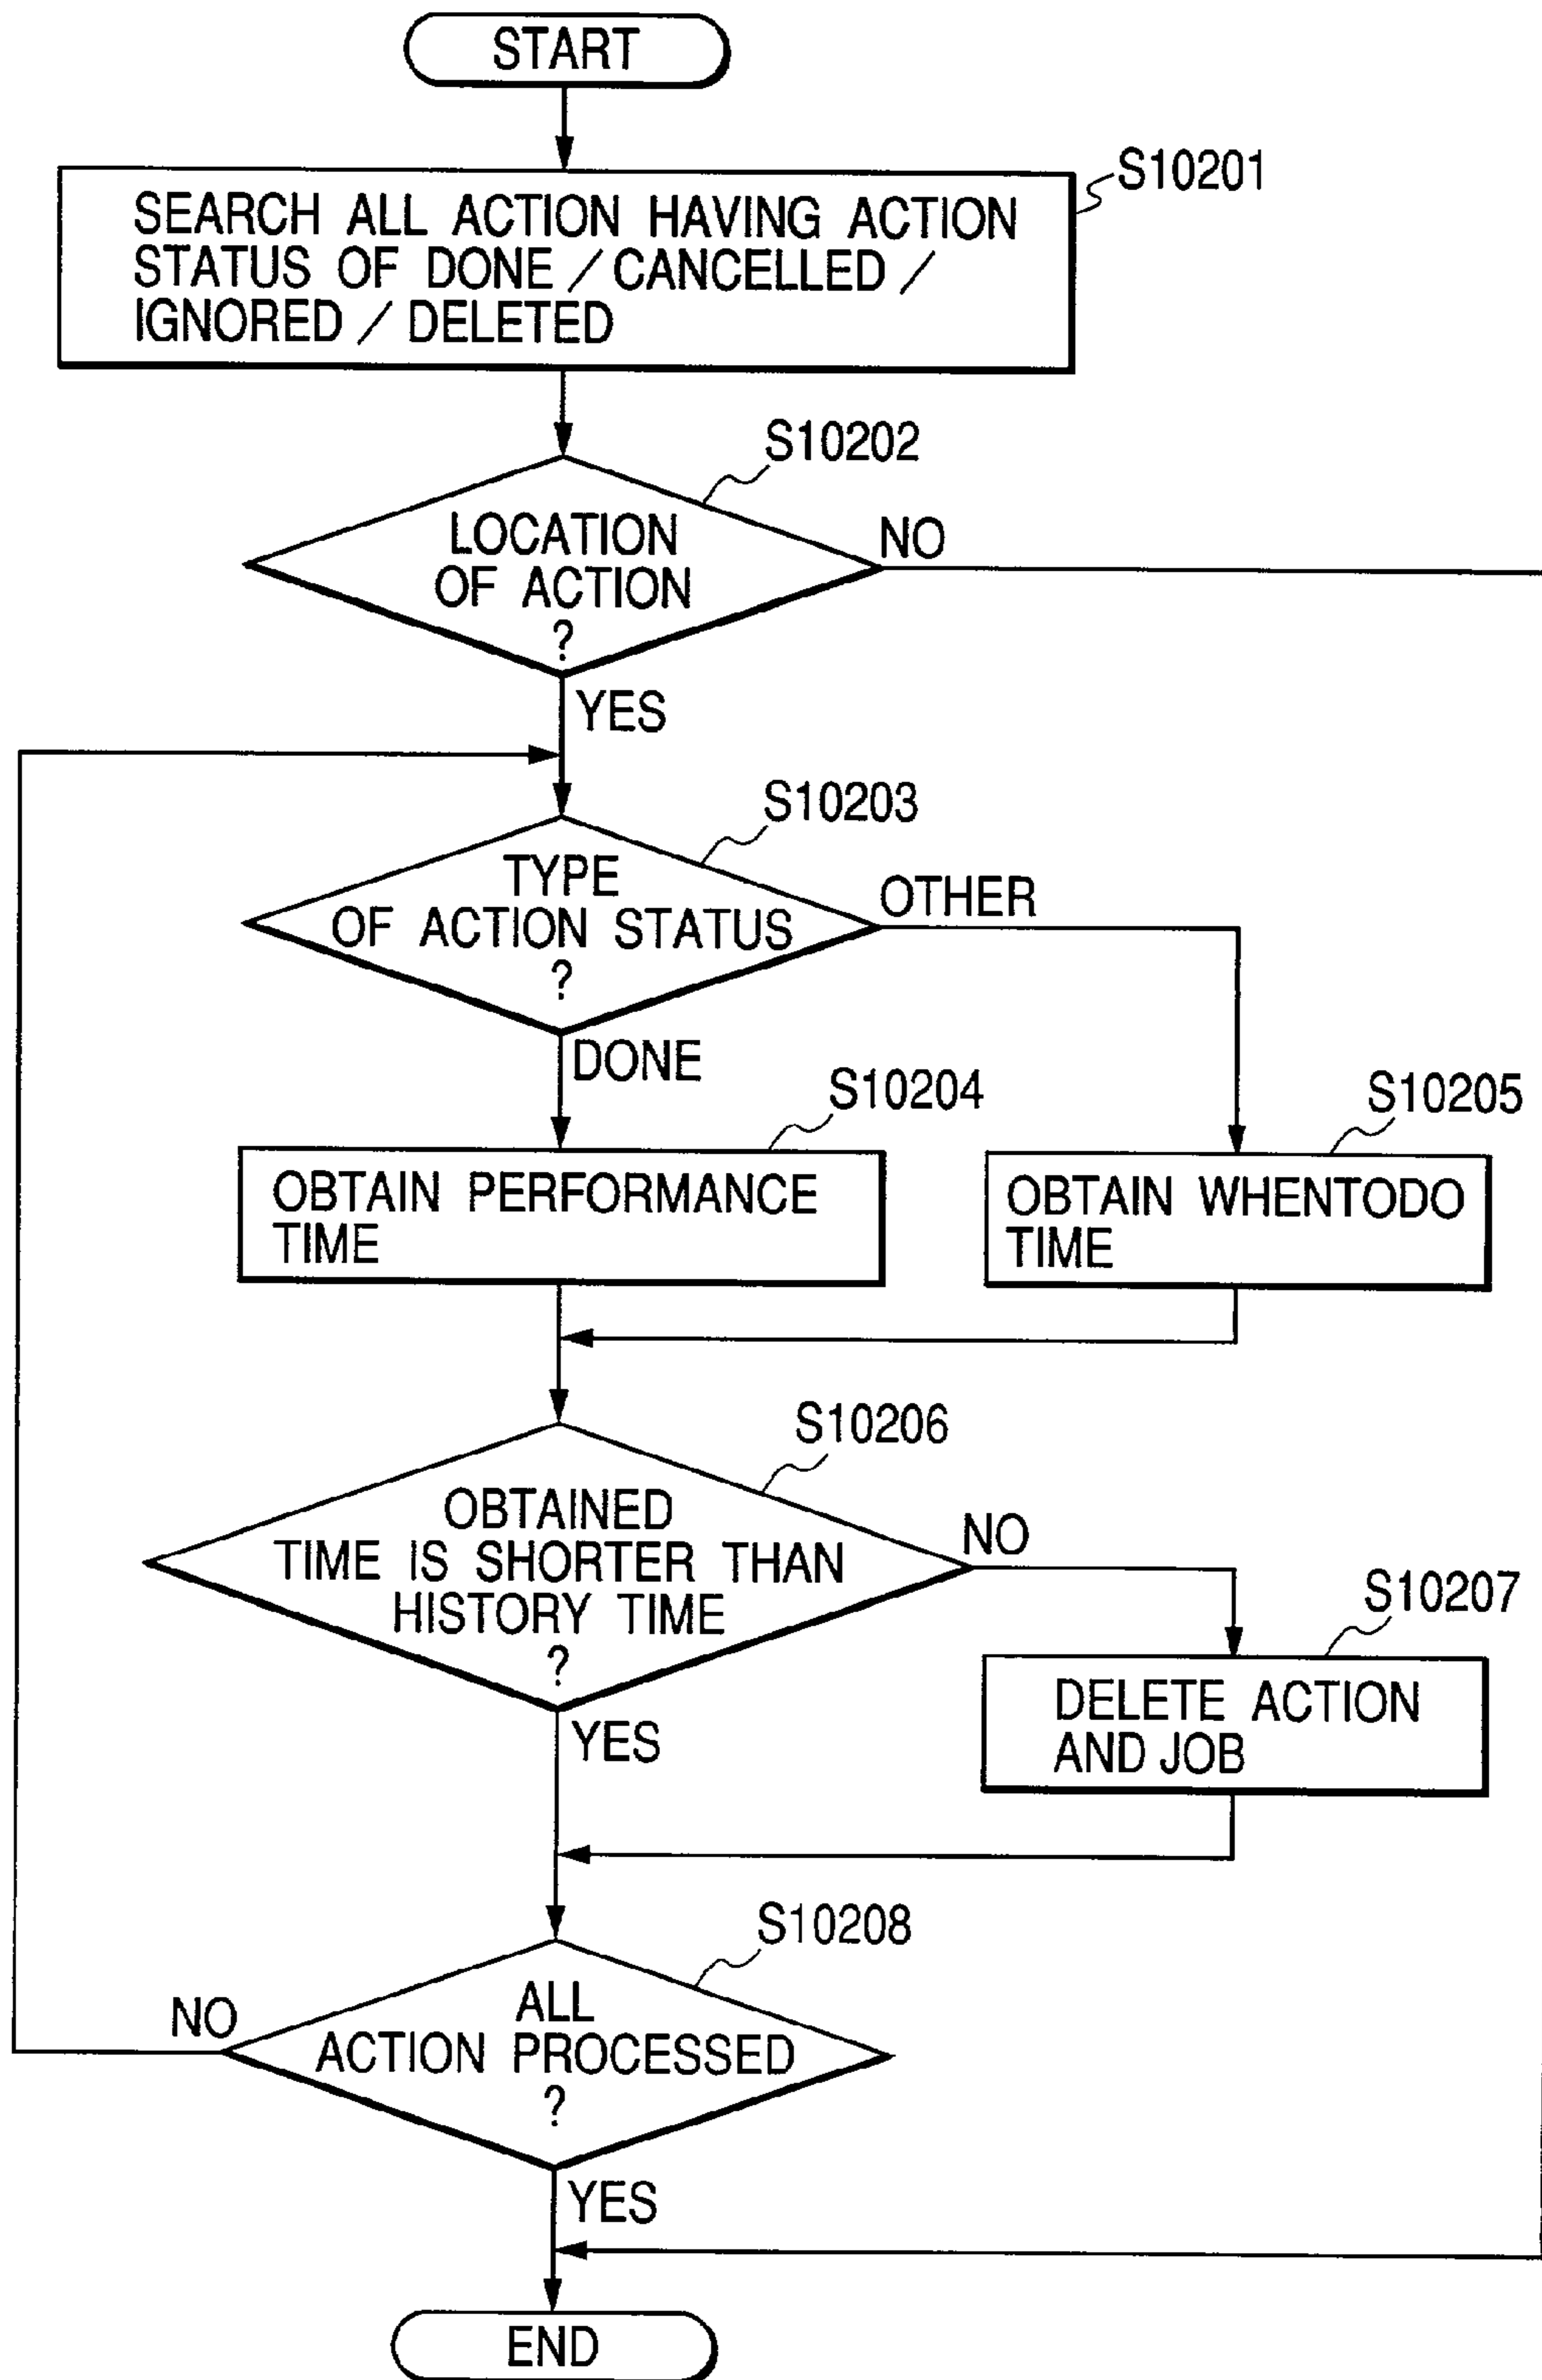 START
S10201
SEARCH ALL ACTION HAVING ACTION
STATUS OF DONE / CANCELLED /
IGNORED / DELETED
S10202
LOCATION
OF ACTION
?
NO
YES
S10203
TYPE
OF ACTION STATUS
?
OTHER
DONE
S10204
OBTAIN PERFORMANCE
TIME
S10205
OBTAIN WHENTODO
TIME
S10206
OBTAINED
TIME IS SHORTER THAN
HISTORY TIME
?
NO
YES
S10207
DELETE ACTION
AND JOB
S10208
ALL
ACTION PROCESSED
?
NO
YES
END